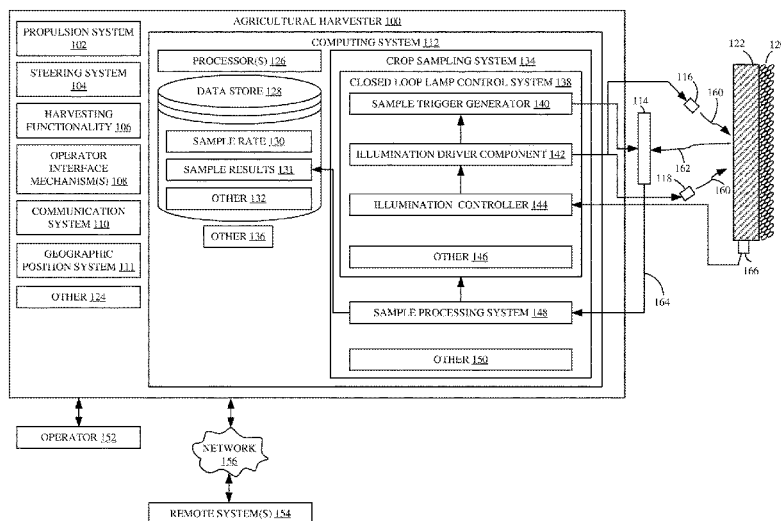 AGRICULTURAL HARVESTER 100
PROPULSION SYSTEM
102
STEERING SYSTEM
104
HARVESTING
FUNCTIONALITY 106
OPERATOR
INTERFACE
MECHANISM(S) 108
COMMUNICATION
SYSTEM 110
GEOGRAPHIC
POSITION SYSTEM 111
OTHER 124
COMPUTING SYSTEM 112
PROCESSOR(S) 126
DATA STORE 128
SAMPLE RATE 130
SAMPLE RESULTS 131
OTHER 132
OTHER 136
CROP SAMPLING SYSTEM 134
CLOSED LOOP LAMP CONTROL SYSTEM 138
SAMPLE TRIGGER GENERATOR 140
ILLUMINATION DRIVER COMPONENT 142
ILLUMINATION CONTROLLER 144
OTHER 146
SAMPLE PROCESSING SYSTEM 148
OTHER 150
114
116
160
162
118
160
122
120
166
164
OPERATOR 152
NETWORK
156
REMOTE SYSTEM(S) 154